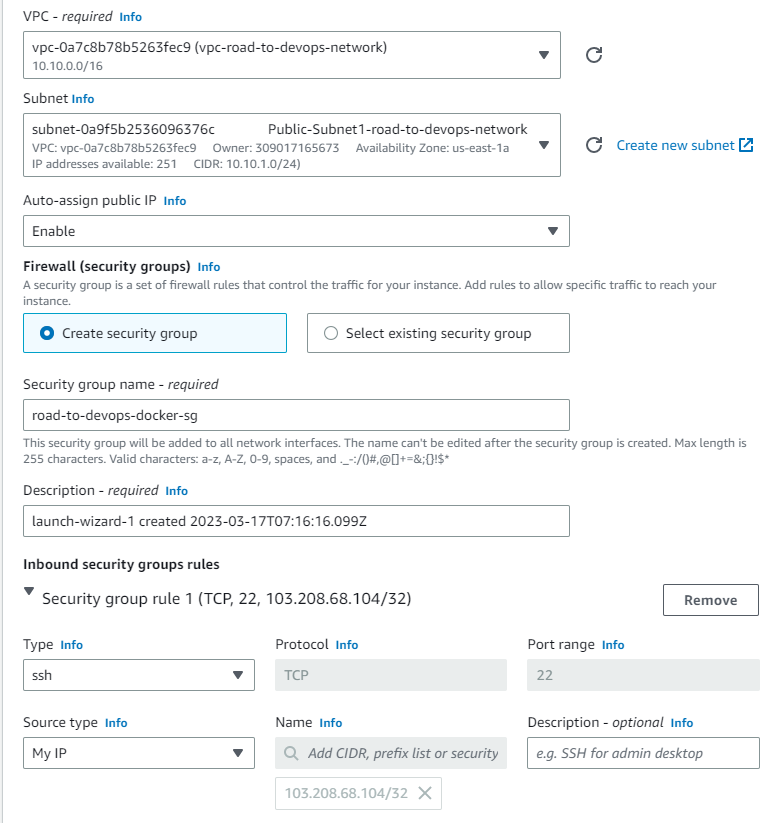 VPC - required Info
vpc-0a7c8b78b5263fec9 (vpc-road-to-devops-network)
10.10.0.0/16
Subnet Info
subnet-0a9f5b2536096376c Public-Subnet1-road-to-devops-network
VPC: vpc-0a7c8b78b5263fec9 Owner: 309017165673 Availability Zone: us-east-1a
IP addresses available: 251 CIDR: 10.10.1.0/24)
Create new subnet
Auto-assign public IP Info
Enable
Firewall (security groups) Info
A security group is a set of firewall rules that control the traffic for your instance. Add rules to allow specific traffic to reach your
instance.
Create security group
Select existing security group
Security group name - required
road-to-devops-docker-sg
This security group will be added to all network interfaces. The name can't be edited after the security group is created. Max length is
255 characters. Valid characters: a-z, A-Z, 0-9, spaces, and ._-:/()#,@[]+=&;{}!$*
Description - required Info
launch-wizard-1 created 2023-03-17T07:16:16.099Z
Inbound security groups rules
Security group rule 1 (TCP, 22, 103.208.68.104/32)
Remove
Type Info
Protocol Info
Port range Info
ssh
TCP
22
Source type Info
Name Info
Description - optional Info
My IP
Add CIDR, prefix list or security
e.g. SSH for admin desktop
103.208.68.104/32